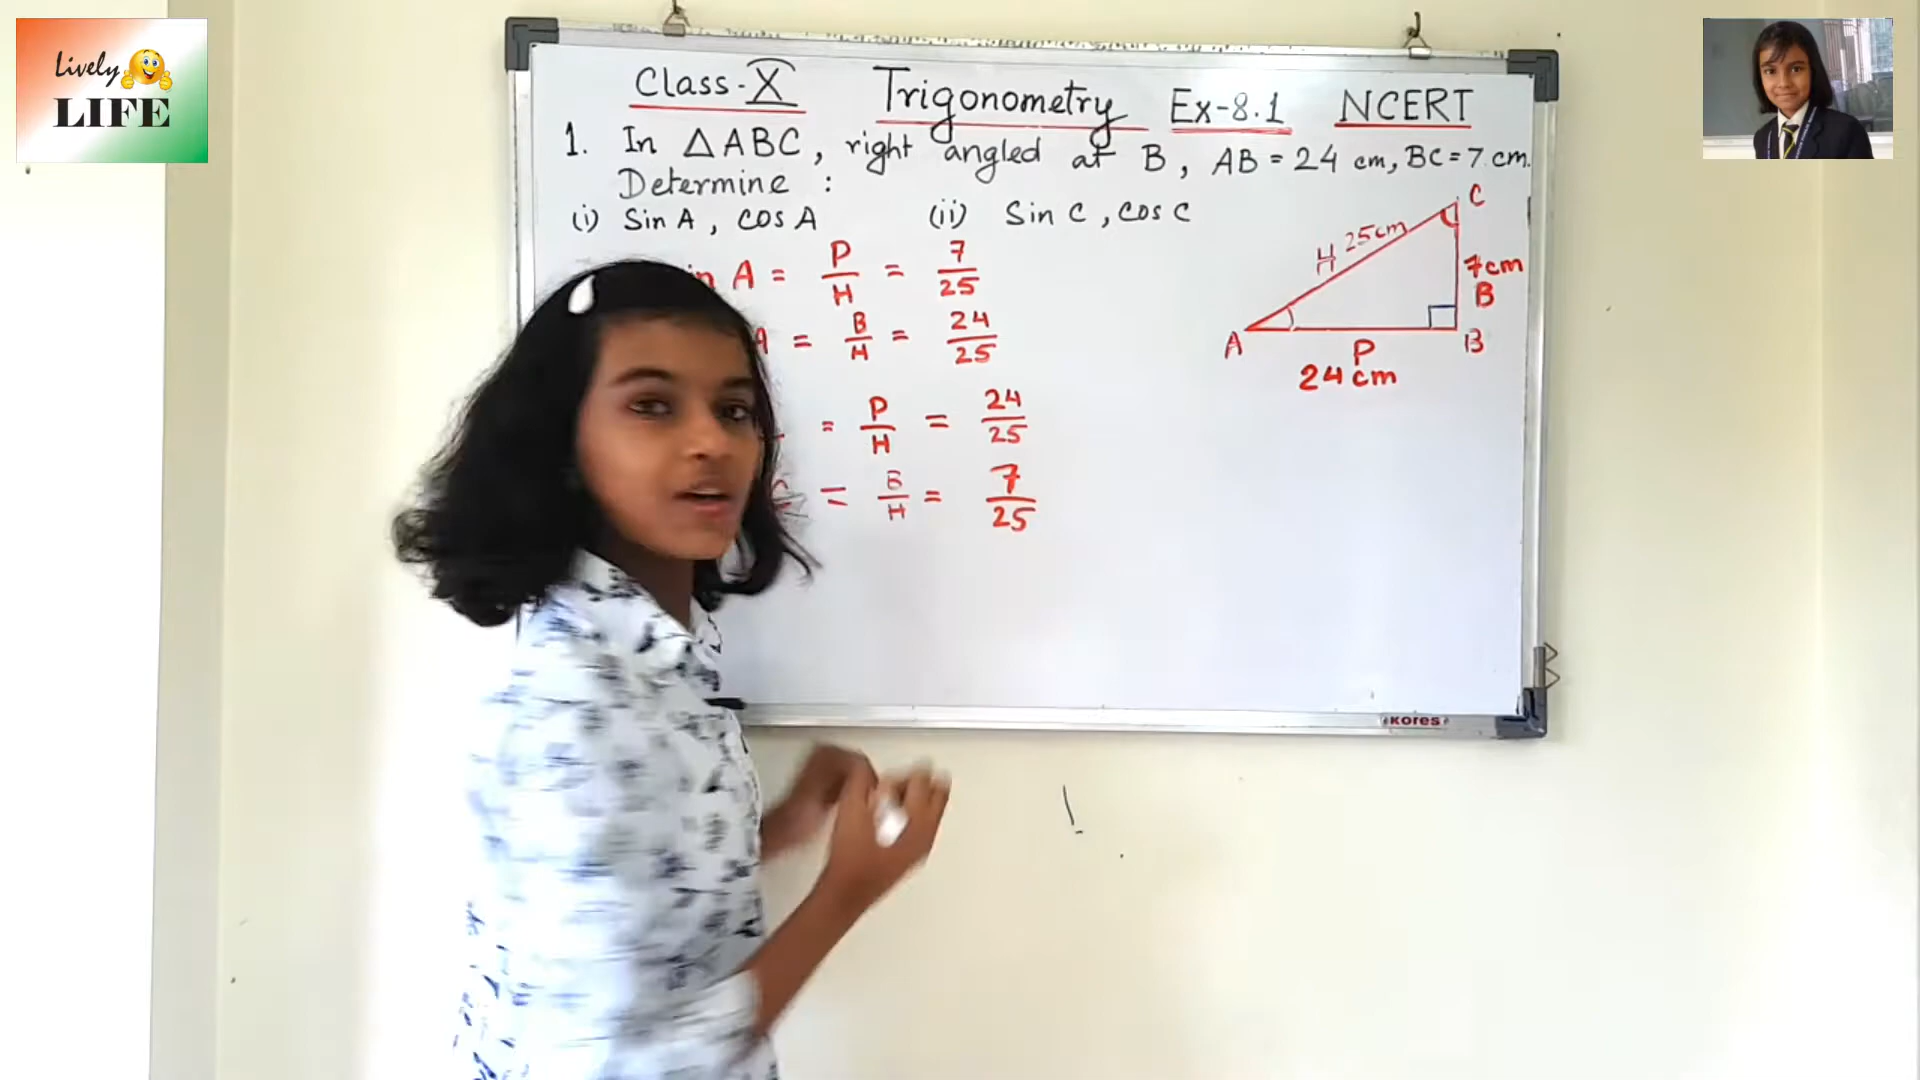 Lively
LIFE
Class-X Trigonometry Ex-8.1 NCERT
1. In △ABC, right angled at B, AB = 24 cm, BC = 7 cm.
Determine :
(i) Sin A, cos A (ii) Sin C, cos C
A = P/H = 7/25
A = B/H = 24/25
= P/H = 24/25
= B/H = 7/25
C
H 25cm
7cm
B
A
P
B
24 cm
Kores